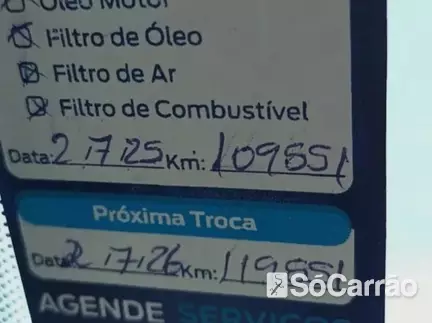 Óleo Motor
Filtro de Óleo
Filtro de Ar
Filtro de Combustível
Data: 2 17 25 Km: 109551
Próxima Troca
Data: 2 17 26 Km: 119551
AGENDE SERVIÇOS
SóCarrão